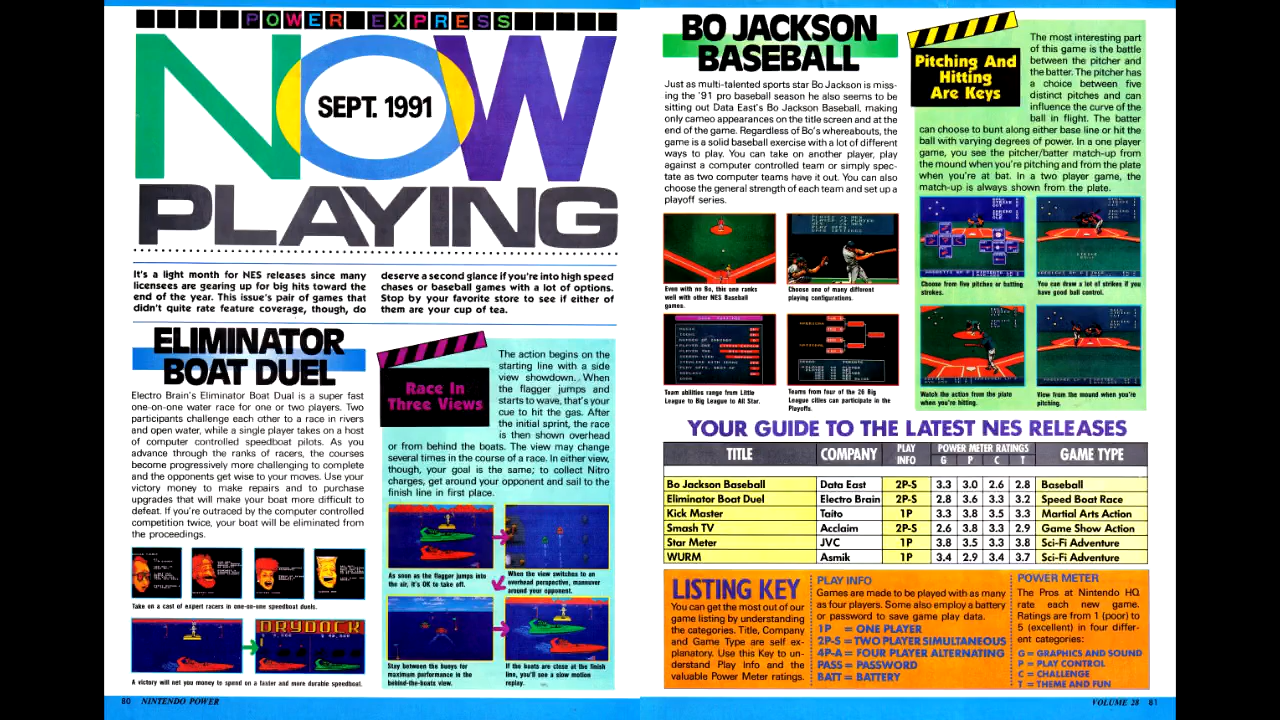 POWER EXPRESS
NOW
SEPT. 1991
PLAYING
It's a light month for NES releases since many
licensees are gearing up for big hits toward the
end of the year. This issue's pair of games that
didn't quite rate feature coverage, though, do
deserve a second glance if you're into high speed
chases or baseball games with a lot of options.
Stop by your favorite store to see if either of
them are your cup of tea.
ELIMINATOR
BOAT DUEL
Electro Brain's Eliminator Boat Dual is a super fast
one-on-one water race for one or two players. Two
participants challenge each other to a race in rivers
and open water, while a single player takes on a host
of computer controlled speedboat pilots. As you
advance through the ranks of racers, the courses
become progressively more challenging to complete
and the opponents get wise to your moves. Use your
victory money to make repairs and to purchase
upgrades that will make your boat more difficult to
defeat. If you're outraced by the computer controlled
competition twice, your boat will be eliminated from
the proceedings.
Take on a cast of expert racers in one-on-one speedboat duels.
DRYDOCK
A victory will net you money to spend on a faster and more durable speedboat.
Race In
Three Views
The action begins on the
starting line with a side
view showdown. When
the flagger jumps and
starts to wave, that's your
cue to hit the gas. After
the initial sprint, the race
is then shown overhead
or from behind the boats. The view may change
several times in the course of a race. In either view,
though, your goal is the same; to collect Nitro
charges, get around your opponent and sail to the
finish line in first place.
As soon as the flagger jumps into
the air, it's OK to take off.
When the view switches to an
overhead perspective, maneuver
around your opponent.
Stay between the buoys for
maximum performance in the
behind-the-boats view.
If the boats are close at the finish
line, you'll see a slow motion
replay.
80 NINTENDO POWER
BO JACKSON
BASEBALL
Just as multi-talented sports star Bo Jackson is miss-
ing the '91 pro baseball season he also seems to be
sitting out Data East's Bo Jackson Baseball, making
only cameo appearances on the title screen and at the
end of the game. Regardless of Bo's whereabouts, the
game is a solid baseball exercise with a lot of different
ways to play. You can take on another player, play
against a computer controlled team or simply spec-
tate as two computer teams have it out. You can also
choose the general strength of each team and set up a
playoff series.
Even with no Bo, this one ranks
well with other NES Baseball
games.
Choose one of many different
playing configurations.
Team abilities range from Little
League to Big League to All Star.
Teams from four of the 26 Big
League cities can participate in the
Playoffs.
Pitching And
Hitting
Are Keys
The most interesting part
of this game is the battle
between the pitcher and
the batter. The pitcher has
a choice between five
distinct pitches and can
influence the curve of the
ball in flight. The batter
can choose to bunt along either base line or hit the
ball with varying degrees of power. In a one player
game, you see the pitcher/batter match-up from
the mound when you're pitching and from the plate
when you're at bat. In a two player game, the
match-up is always shown from the plate.
Choose from five pitches or batting
strokes.
You can draw a lot of strikes if you
have good ball control.
Watch the action from the plate
when you're hitting.
View from the mound when you're
pitching.
YOUR GUIDE TO THE LATEST NES RELEASES
TITLE COMPANY PLAY INFO POWER METER RATINGS G P C T GAME TYPE
Bo Jackson Baseball Data East 2P-S 3.3 3.0 2.6 2.8 Baseball
Eliminator Boat Duel Electro Brain 2P-S 2.8 3.6 3.3 3.2 Speed Boat Race
Kick Master Taito 1P 3.3 3.8 3.5 3.3 Martial Arts Action
Smash TV Acclaim 2P-S 2.6 3.8 3.3 2.9 Game Show Action
Star Meter JVC 1P 3.8 3.5 3.3 3.8 Sci-Fi Adventure
WURM Asmik 1P 3.4 2.9 3.4 3.7 Sci-Fi Adventure
LISTING KEY
You can get the most out of our
game listing by understanding
the categories. Title, Company
and Game Type are self ex-
planatory. Use this Key to un-
derstand Play Info and the
valuable Power Meter ratings.
PLAY INFO
Games are made to be played with as many
as four players. Some also employ a battery
or password to save game play data.
1P = ONE PLAYER
2P-S = TWO PLAYER SIMULTANEOUS
4P-A = FOUR PLAYER ALTERNATING
PASS = PASSWORD
BATT = BATTERY
POWER METER
The Pros at Nintendo HQ
rate each new game.
Ratings are from 1 (poor) to
5 (excellent) in four differ-
ent categories:
G = GRAPHICS AND SOUND
P = PLAY CONTROL
C = CHALLENGE
T = THEME AND FUN
VOLUME 28 81